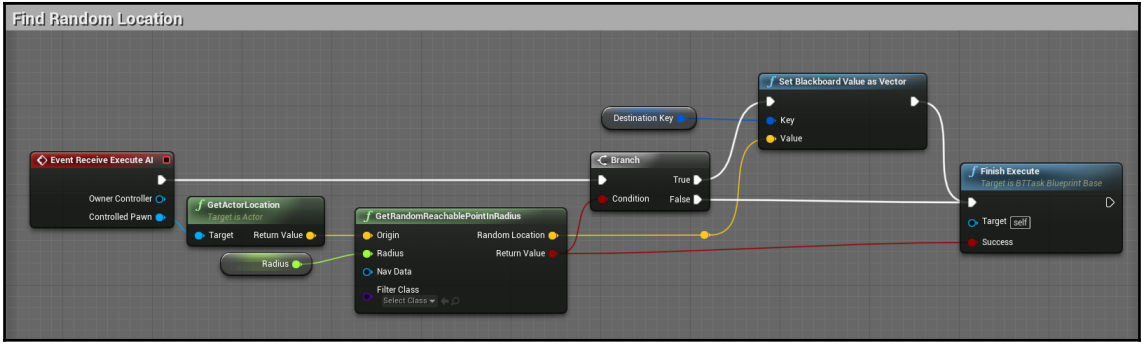 Find Random Location
Set Blackboard Value as Vector
Destination Key
Key
Value
Event Receive Execute AI
Owner Controller
Controlled Pawn
GetActorLocation
Target is Actor
Target
Return Value
Radius
GetRandomReachablePointInRadius
Origin
Random Location
Radius
Return Value
Nav Data
Filter Class
Select Class
Branch
True
Condition
False
Finish Execute
Target is BTTask Blueprint Base
Target self
Success